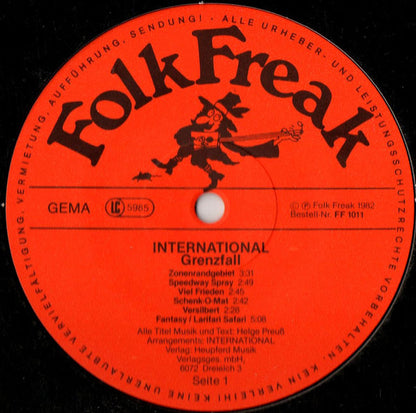 ALLE URHEBER- UND LEISTUNGSSCHUTZRECHTE VORBEHALTEN. KEIN VERLEIH! KEINE UNERLAUBTE VERVIELFÄLTIGUNG, VERMIETUNG, AUFFÜHRUNG, SENDUNG! -
FolkFreak
GEMA
LC 5985
© ℗ Folk-Freak 1982
Bestell-Nr. FF 1011
INTERNATIONAL
Grenzfall
Zonenrandgebiet 3:31
Speedway Spray 2:49
Viel Frieden 2:45
Schenk-O-Mat 2:42
Versilbert 2:28
Fantasy / Larifari Safari 5:08
Alle Titel Musik und Text: Helge Preuß
Arrangements: INTERNATIONAL
Verlag: Heupferd Musik
Verlagsges. mbH,
6072 Dreieich 3
Seite 1